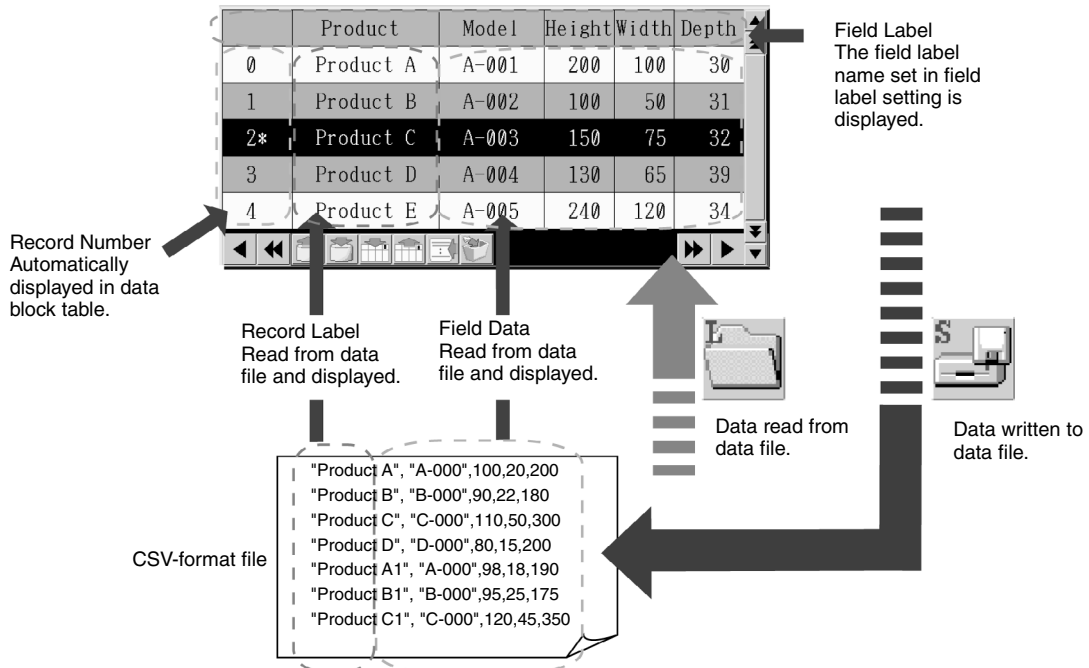 Product Model Height Width Depth
0 Product A A-001 200 100 30
1 Product B A-002 100 50 31
2* Product C A-003 150 75 32
3 Product D A-004 130 65 39
4 Product E A-005 240 120 34
Field Label
The field label
name set in field
label setting is
displayed.
Record Number
Automatically
displayed in data
block table.
Record Label
Read from data
file and displayed.
Field Data
Read from data
file and displayed.
L
Data read from
data file.
S
Data written to
data file.
CSV-format file
"Product A", "A-000",100,20,200
"Product B", "B-000",90,22,180
"Product C", "C-000",110,50,300
"Product D", "D-000",80,15,200
"Product A1", "A-000",98,18,190
"Product B1", "B-000",95,25,175
"Product C1", "C-000",120,45,350